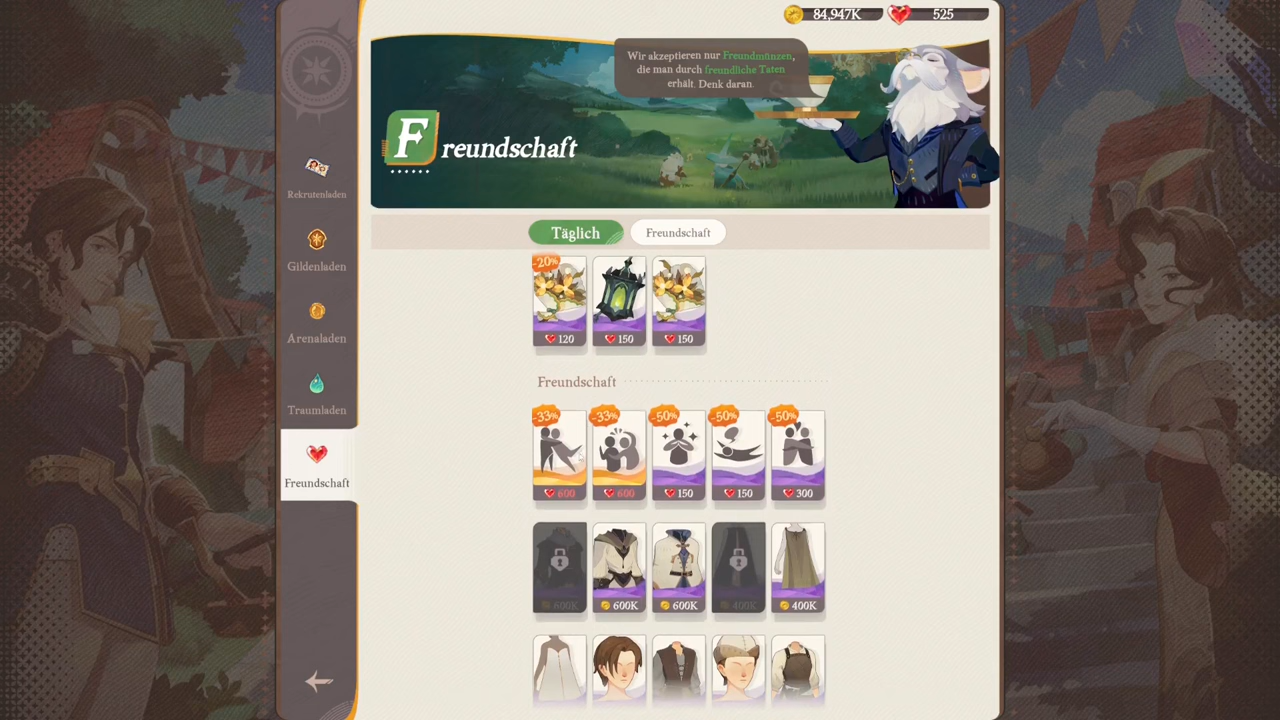 84,947K
525
Wir akzeptieren nur Freundmünzen,
die man durch freundliche Taten
erhält. Denk daran.
Freundschaft
Rekrutenladen
Gildenladen
Arenaladen
Traumladen
Freundschaft
Täglich
Freundschaft
-20%
120
150
150
Freundschaft
-33%
-33%
-50%
-50%
-50%
600
600
150
150
300
600K
600K
600K
400K
400K